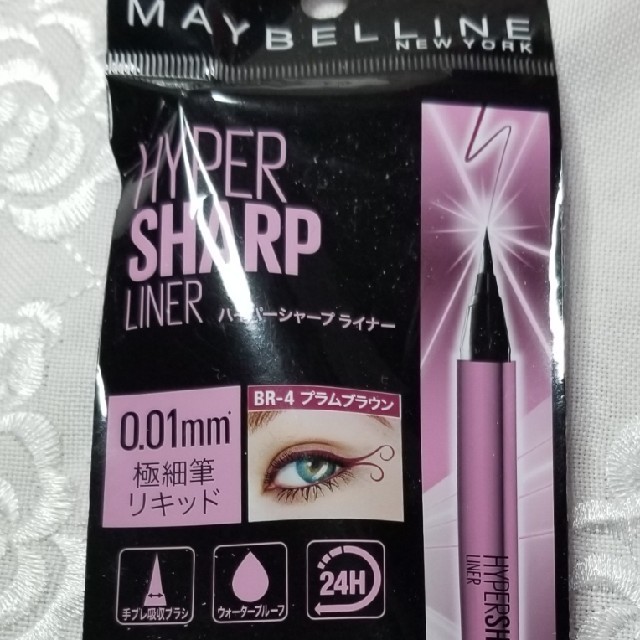 MAYBELLINE
NEW YORK
HYPER
SHARP
LINER ハイパーシャープ ライナー
BR-4 プラムブラウン
0.01mm*
極細筆
リキッド
手ブレ吸収ブラシ
ウォータープルーフ
24H
HYPERSH
LINER